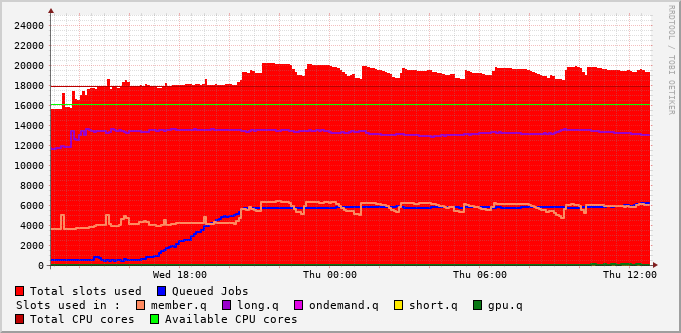 RRDTOOL / TOBI OETIKER
24000
22000
20000
18000
16000
14000
12000
10000
8000
6000
4000
2000
0
Wed 18:00 Thu 00:00 Thu 06:00 Thu 12:00
Total slots used Queued Jobs
Slots used in : member.q long.q ondemand.q short.q gpu.q
Total CPU cores Available CPU cores